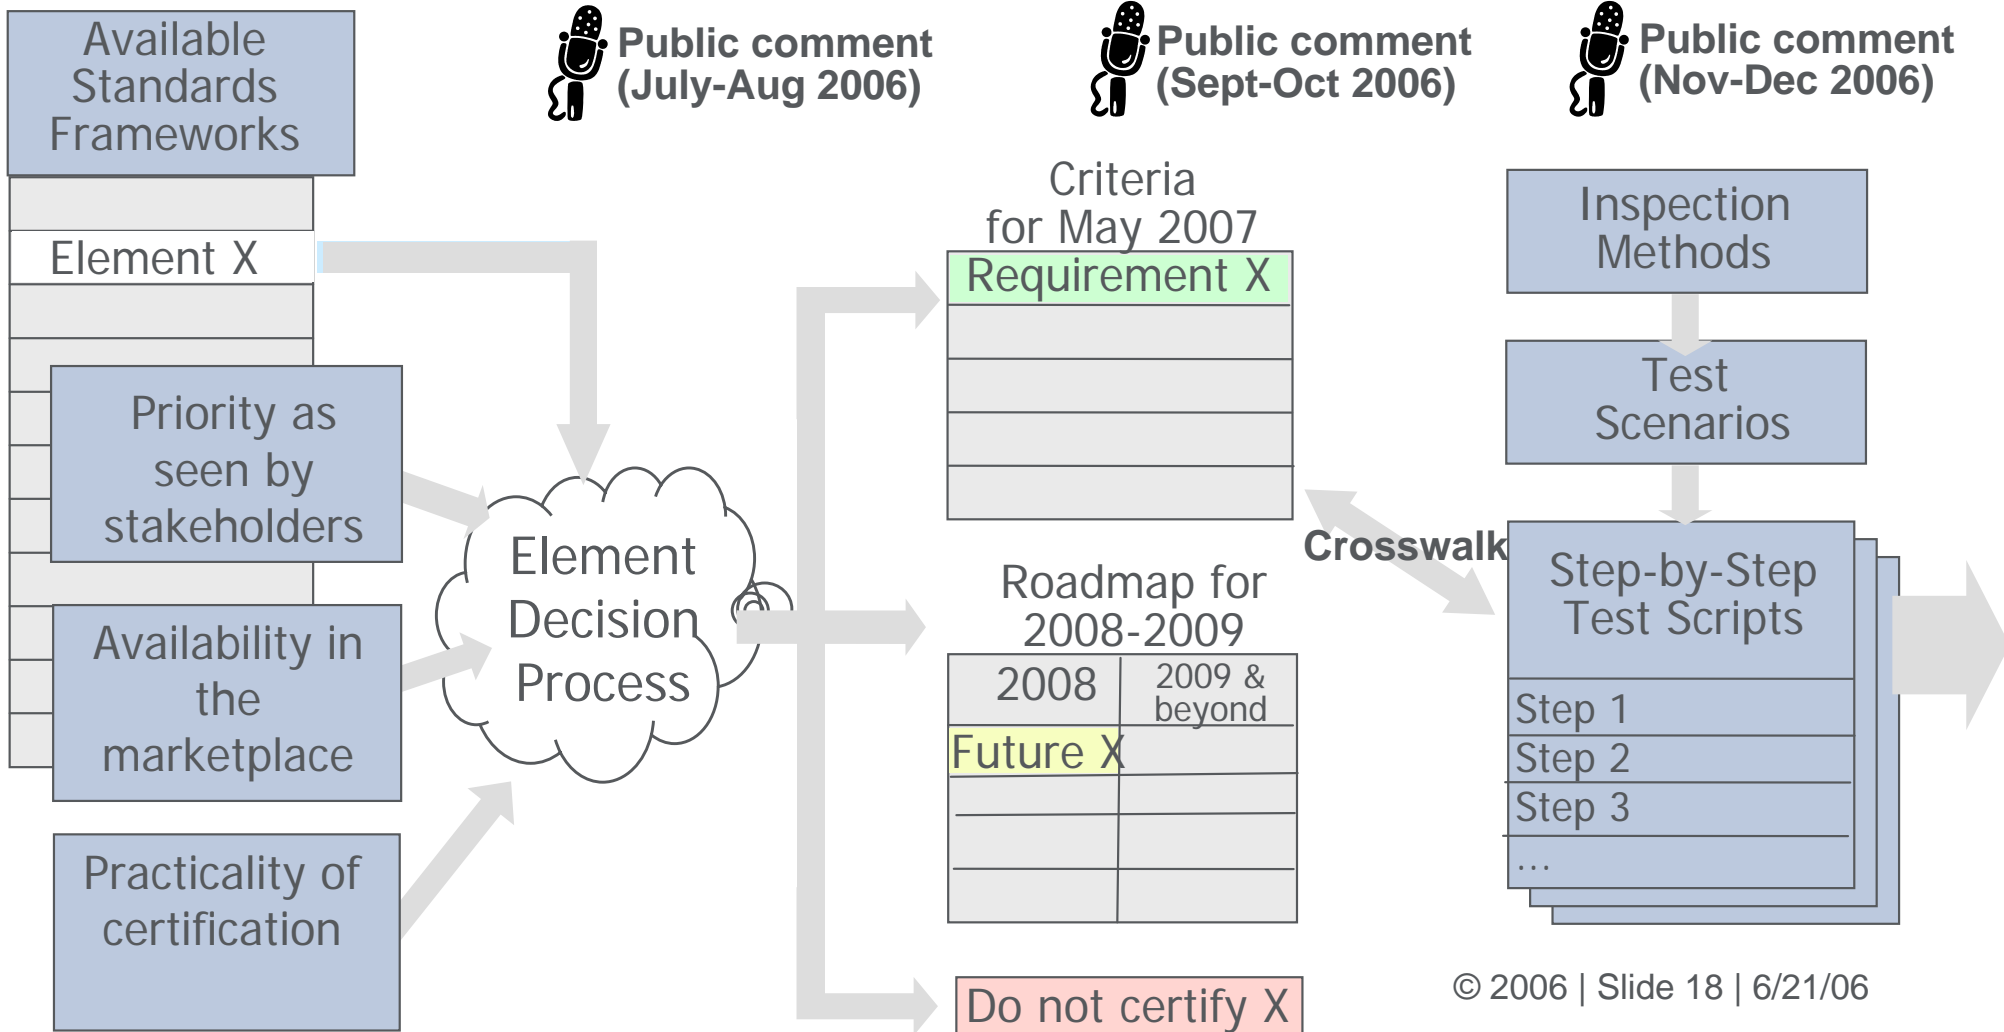 Available
Standards
Frameworks
Public comment
(July-Aug 2006)
Public comment
(Sept-Oct 2006)
Public comment
(Nov-Dec 2006)
Element X
Priority as
seen by
stakeholders
Availability in
the
marketplace
Practicality of
certification
Element
Decision
Process
Criteria
for May 2007
Requirement X
Roadmap for
2008-2009
2008
2009 &
beyond
Future X
Do not certify X
Crosswalk
Inspection
Methods
Test
Scenarios
Step-by-Step
Test Scripts
Step 1
Step 2
Step 3
...
© 2006 | Slide 18 | 6/21/06